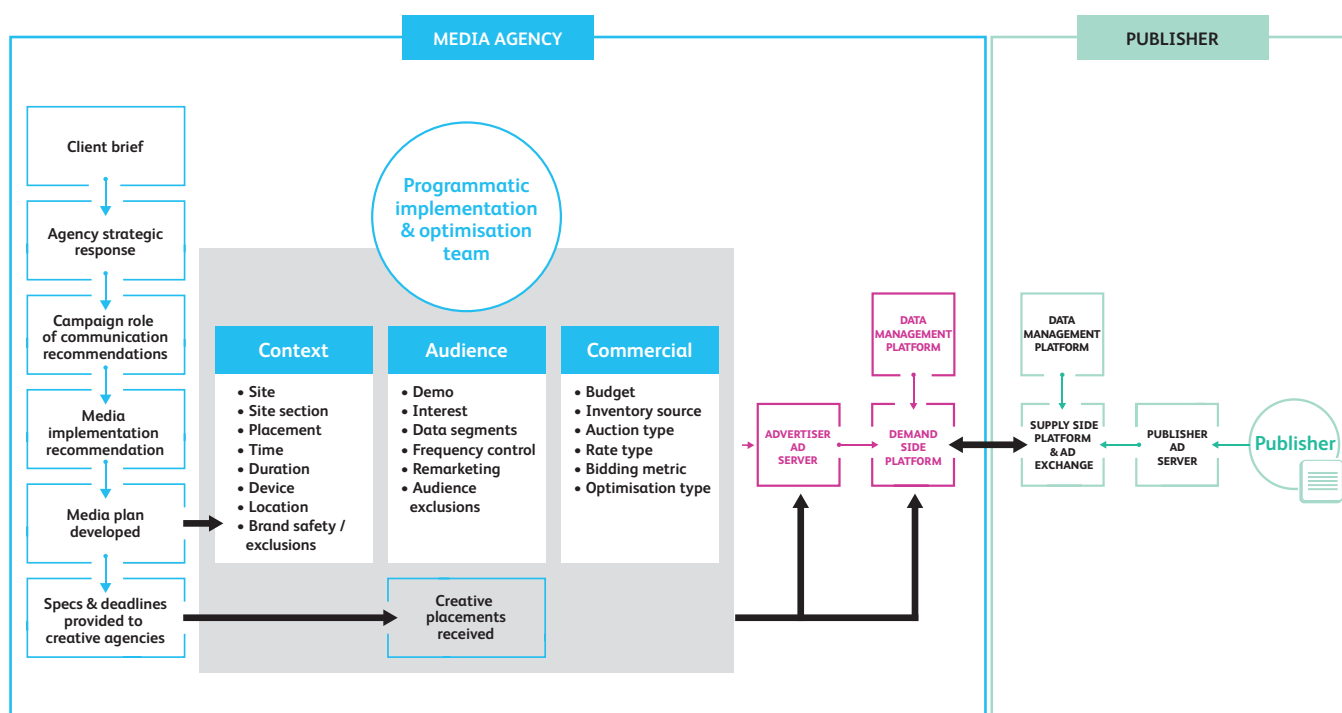 MEDIA AGENCY
PUBLISHER
Client brief
Agency strategic
response
Campaign role
of communication
recommendations
Media
implementation
recommendation
Media plan
developed
Specs & deadlines
provided to
creative agencies
Programmatic
implementation
& optimisation
team
Context
• Site
• Site section
• Placement
• Time
• Duration
• Device
• Location
• Brand safety /
exclusions
Audience
• Demo
• Interest
• Data segments
• Frequency control
• Remarketing
• Audience
exclusions
Commercial
• Budget
• Inventory source
• Auction type
• Rate type
• Bidding metric
• Optimisation type
Creative
placements
received
ADVERTISER
AD
SERVER
DATA
MANAGEMENT
PLATFORM
DEMAND
SIDE
PLATFORM
DATA
MANAGEMENT
PLATFORM
SUPPLY SIDE
PLATFORM
& AD
EXCHANGE
PUBLISHER
AD
SERVER
Publisher